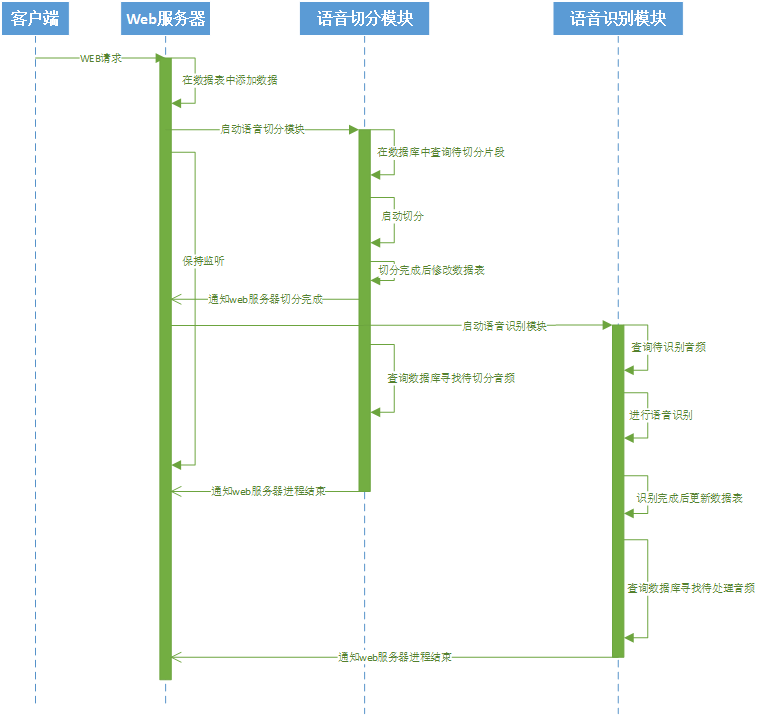 客户端
Web服务器
语音切分模块
语音识别模块
WEB请求
在数据表中添加数据
启动语音切分模块
在数据库中查询待切分片段
启动切分
保持监听
切分完成后修改数据表
通知web服务器切分完成
启动语音识别模块
查询待识别音频
查询数据库寻找待切分音频
进行语音识别
通知web服务器进程结束
识别完成后更新数据表
查询数据库寻找待处理音频
通知web服务器进程结束